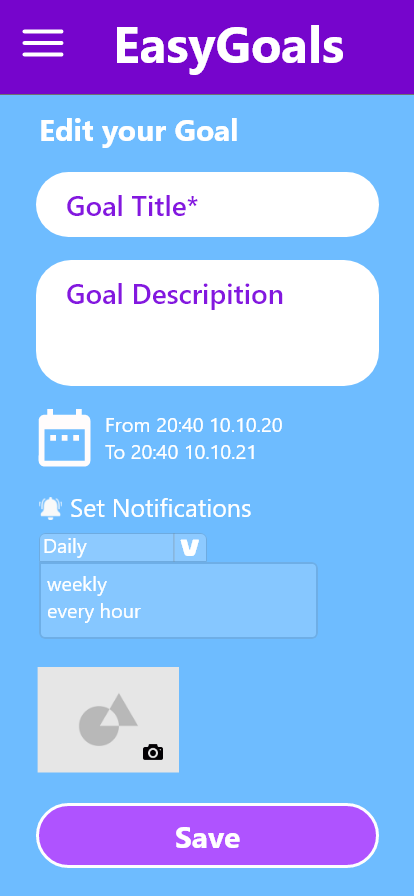 EasyGoals
Edit your Goal
Goal Title*
Goal Descripition
From 20:40 10.10.20
To 20:40 10.10.21
Set Notifications
Daily
weekly
every hour
Save